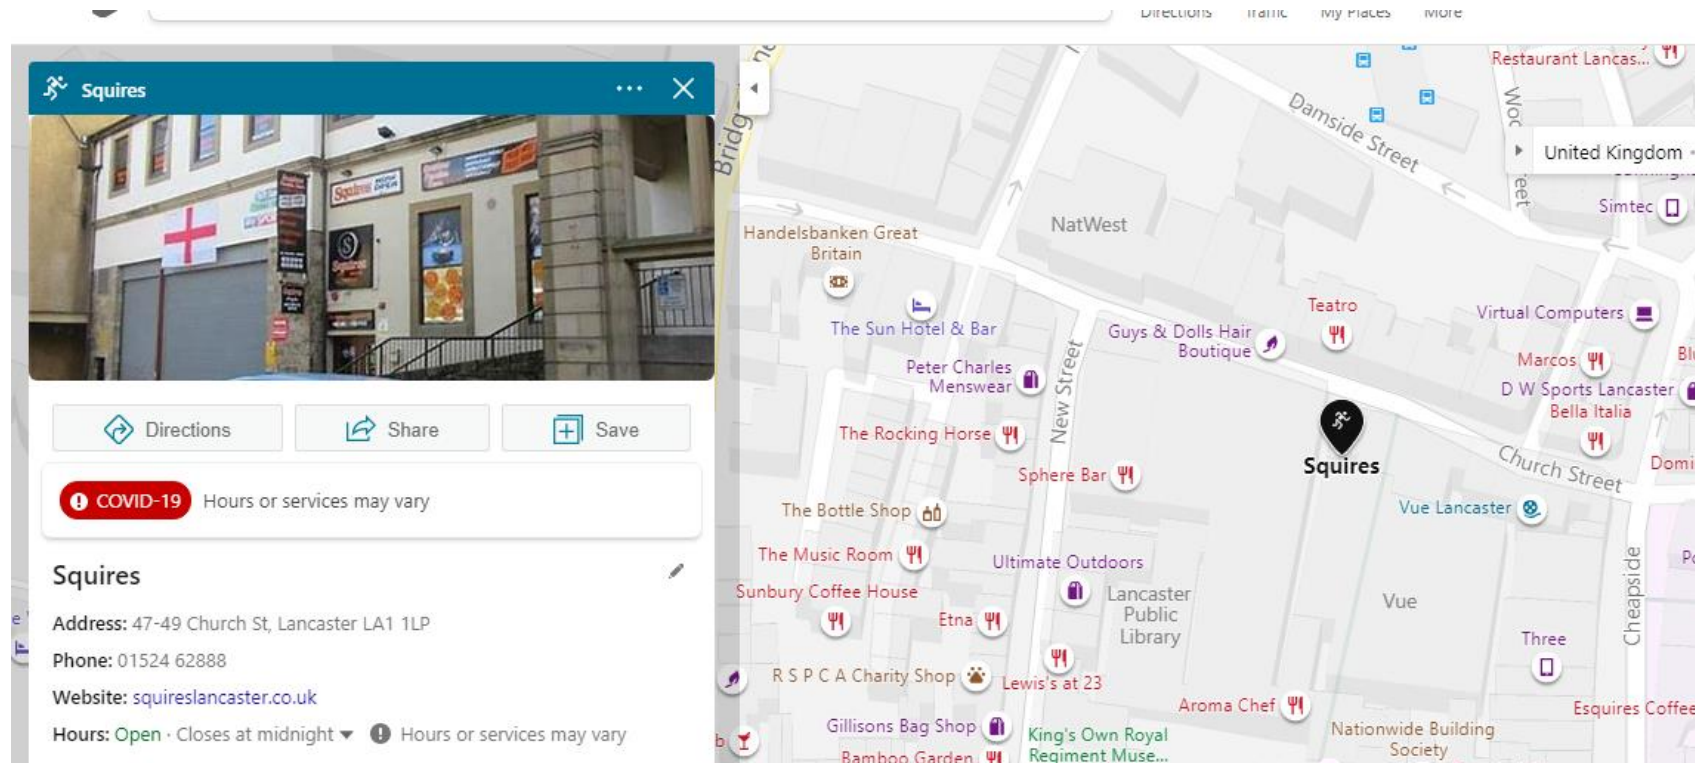 Directions Traffic My Places More
Squires
Squires
NOW
OPEN
Squires
Directions
Share
Save
COVID-19 Hours or services may vary
Squires
Address: 47-49 Church St, Lancaster LA1 1LP
Phone: 01524 62888
Website: squireslancaster.co.uk
Hours: Open · Closes at midnight Hours or services may vary
Restaurant Lancas...
Damside Street
United Kingdom
Simtec
Handelsbanken Great
Britain
NatWest
The Sun Hotel & Bar
Teatro
Virtual Computers
Guys & Dolls Hair
Boutique
Peter Charles
Menswear
New Street
Marcos
D W Sports Lancaster
Bella Italia
The Rocking Horse
Squires
Church Street
Domi
Sphere Bar
Vue Lancaster
The Bottle Shop
The Music Room
Ultimate Outdoors
Sunbury Coffee House
Lancaster
Public
Library
Vue
Cheapside
Etna
Three
R S P C A Charity Shop
Lewis's at 23
Aroma Chef
Esquires Coffee
Gillisons Bag Shop
King's Own Royal
Regiment Muse...
Nationwide Building
Society
Bamboo Garden